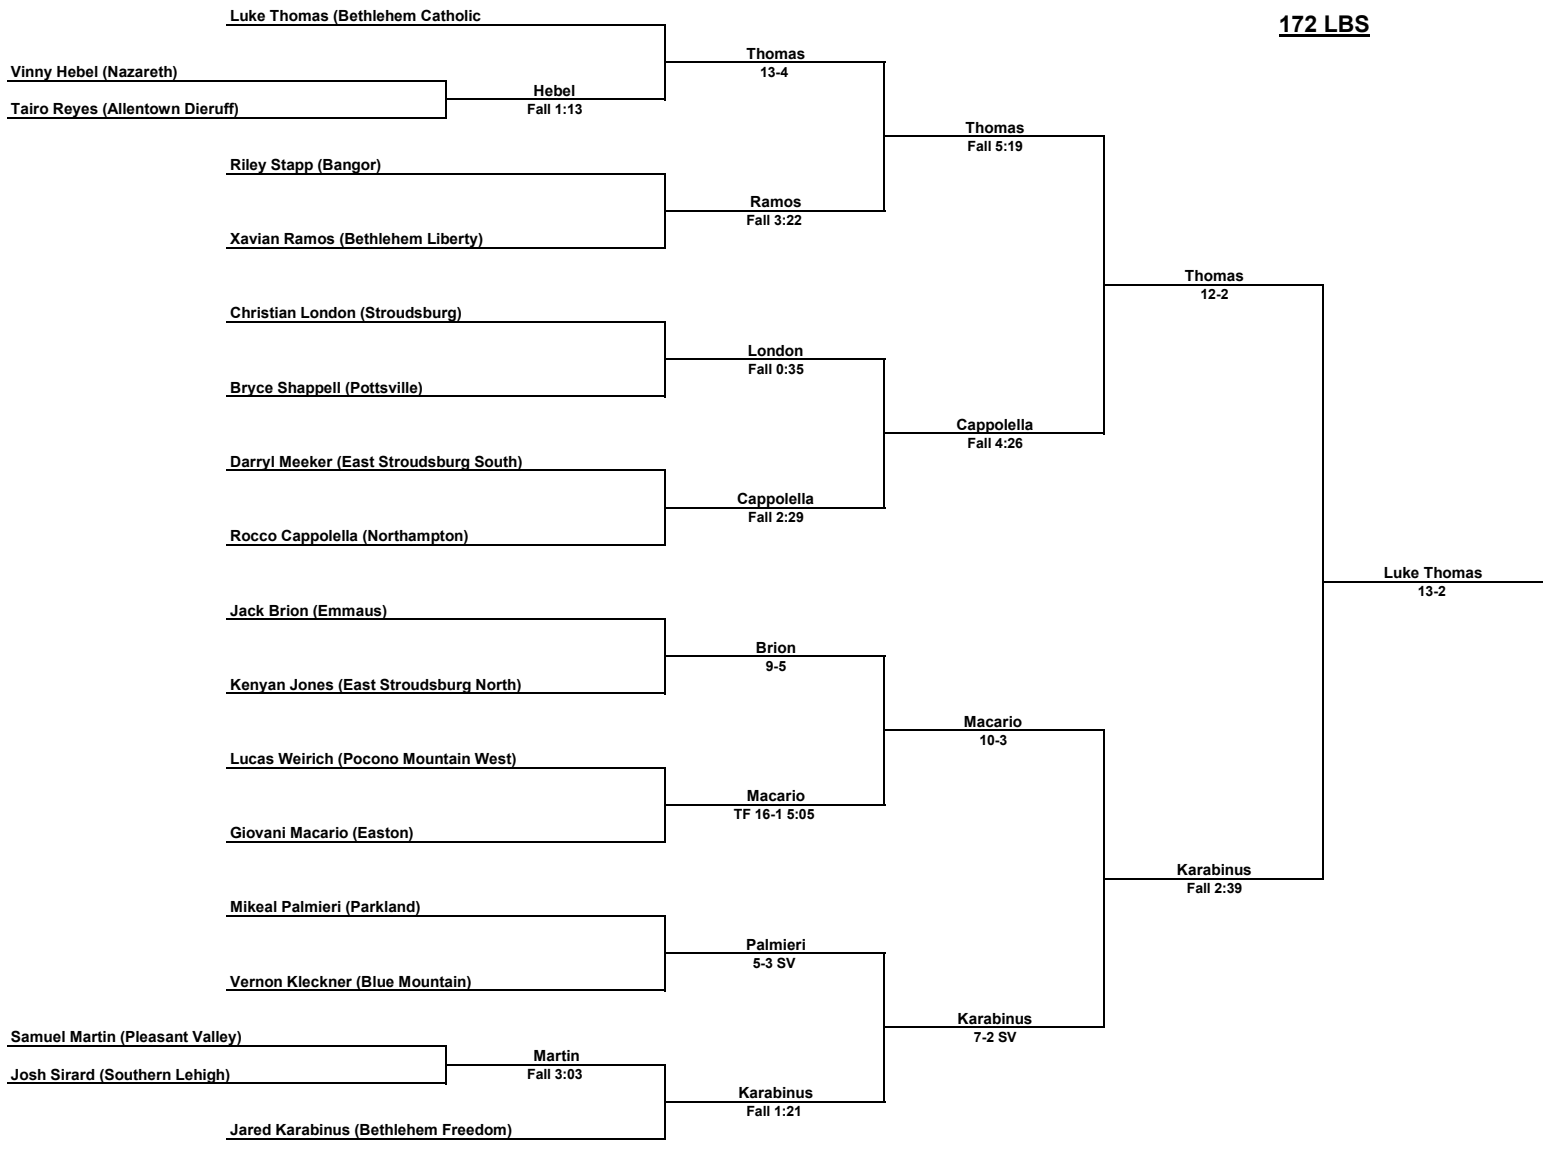 172 LBS
Luke Thomas (Bethlehem Catholic
Thomas
13-4
Vinny Hebel (Nazareth)
Hebel
Fall 1:13
Tairo Reyes (Allentown Dieruff)
Thomas
Fall 5:19
Riley Stapp (Bangor)
Ramos
Fall 3:22
Xavian Ramos (Bethlehem Liberty)
Thomas
12-2
Christian London (Stroudsburg)
London
Fall 0:35
Bryce Shappell (Pottsville)
Cappolella
Fall 4:26
Darryl Meeker (East Stroudsburg South)
Cappolella
Fall 2:29
Rocco Cappolella (Northampton)
Luke Thomas
13-2
Jack Brion (Emmaus)
Brion
9-5
Kenyan Jones (East Stroudsburg North)
Macario
10-3
Lucas Weirich (Pocono Mountain West)
Macario
TF 16-1 5:05
Giovani Macario (Easton)
Karabinus
Fall 2:39
Mikeal Palmieri (Parkland)
Palmieri
5-3 SV
Vernon Kleckner (Blue Mountain)
Karabinus
7-2 SV
Samuel Martin (Pleasant Valley)
Martin
Fall 3:03
Josh Sirard (Southern Lehigh)
Karabinus
Fall 1:21
Jared Karabinus (Bethlehem Freedom)